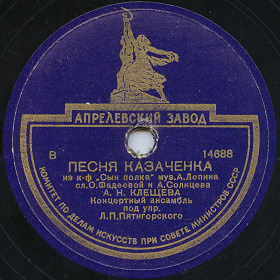 АПРЕЛЕВСКИЙ ЗАВОД
В 14688
ПЕСНЯ КАЗАЧЕНКА
из к-ф „Сын полка" муз. А. Лепина
сл. О. Фадеевой и А. Солнцева
А. Н. КЛЕЩЕВА
Концертный ансамбль
под упр.
Л. П. Пятигорского
КОМИТЕТ ПО ДЕЛАМ ИСКУССТВ ПРИ СОВЕТЕ МИНИСТРОВ СССР